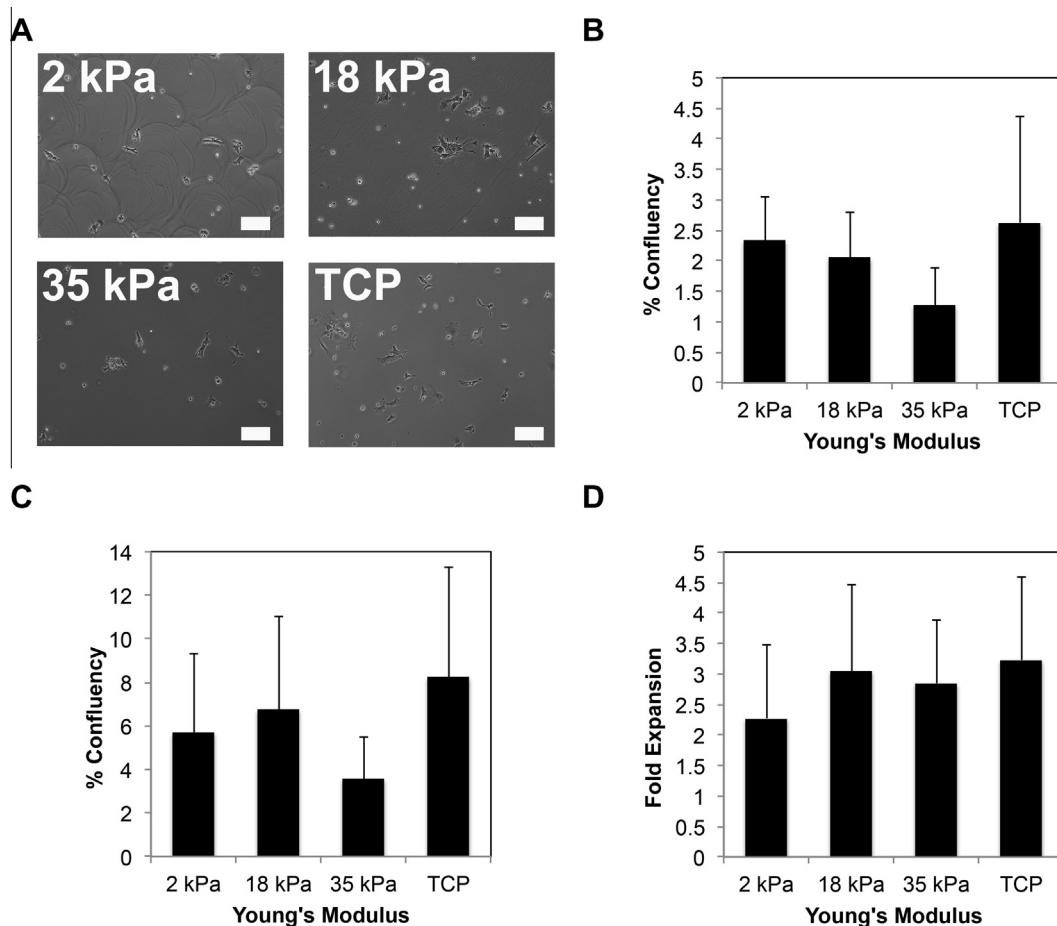 A
2 kPa
18 kPa
35 kPa
TCP
B
5
4.5
4
3.5
3
2.5
2
1.5
1
0.5
0
% Confluency
2 kPa 18 kPa 35 kPa TCP
Young's Modulus
C
14
12
10
8
6
4
2
0
% Confluency
2 kPa 18 kPa 35 kPa TCP
Young's Modulus
D
5
4.5
4
3.5
3
2.5
2
1.5
1
0.5
0
Fold Expansion
2 kPa 18 kPa 35 kPa TCP
Young's Modulus